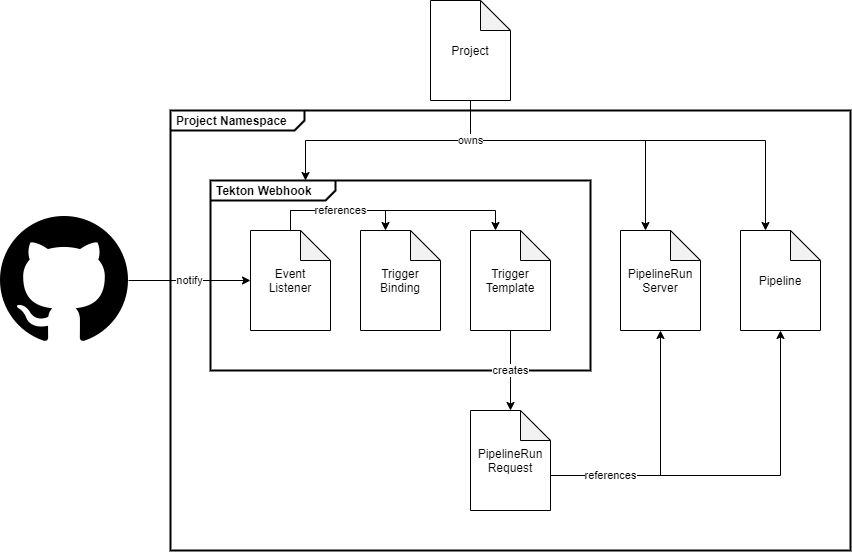 Project
Project Namespace
owns
Tekton Webhook
references
notify
Event
Listener
Trigger
Binding
Trigger
Template
PipelineRun
Server
Pipeline
creates
PipelineRun
Request
references